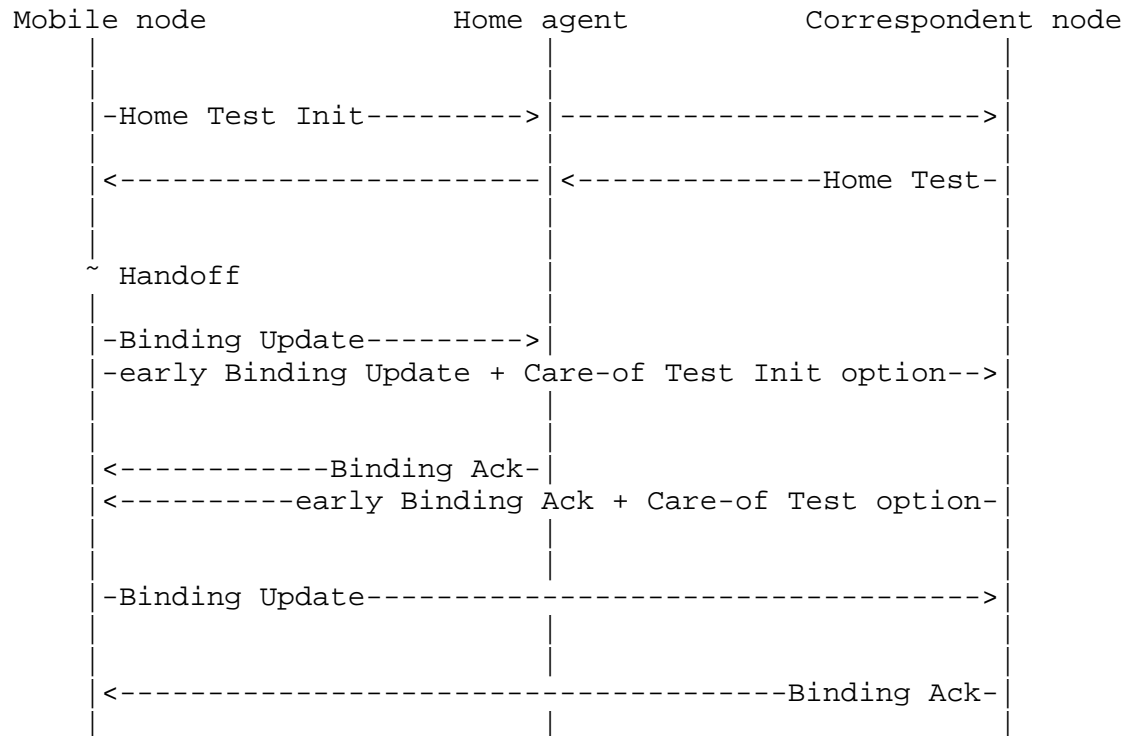 Mobile node Home agent Correspondent node
|-Home Test Init--------->|------------------------>|
|<------------------------|<--------------Home Test-|
~ Handoff
|-Binding Update--------->|
|-early Binding Update + Care-of Test Init option-->|
|<------------Binding Ack-|
|<----------early Binding Ack + Care-of Test option-|
|-Binding Update----------------------------------->|
|<--------------------------------------Binding Ack-|